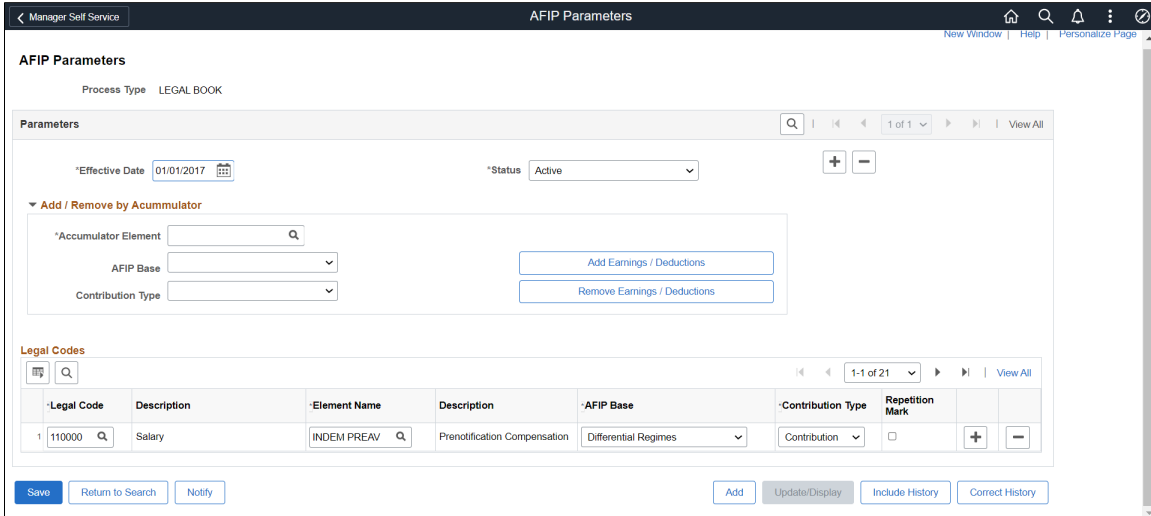 Manager Self Service
AFIP Parameters
New Window | Help | Personalize Page
AFIP Parameters
Process Type LEGAL BOOK
Parameters
1 of 1
View All
*Effective Date 01/01/2017
*Status Active
Add / Remove by Acummulator
*Accumulator Element
AFIP Base
Add Earnings / Deductions
Contribution Type
Remove Earnings / Deductions
Legal Codes
1-1 of 21
View All
*Legal Code Description *Element Name Description *AFIP Base *Contribution Type Repetition Mark
1 110000 Salary INDEM PREAV Prenotification Compensation Differential Regimes Contribution
Save Return to Search Notify Add Update/Display Include History Correct History